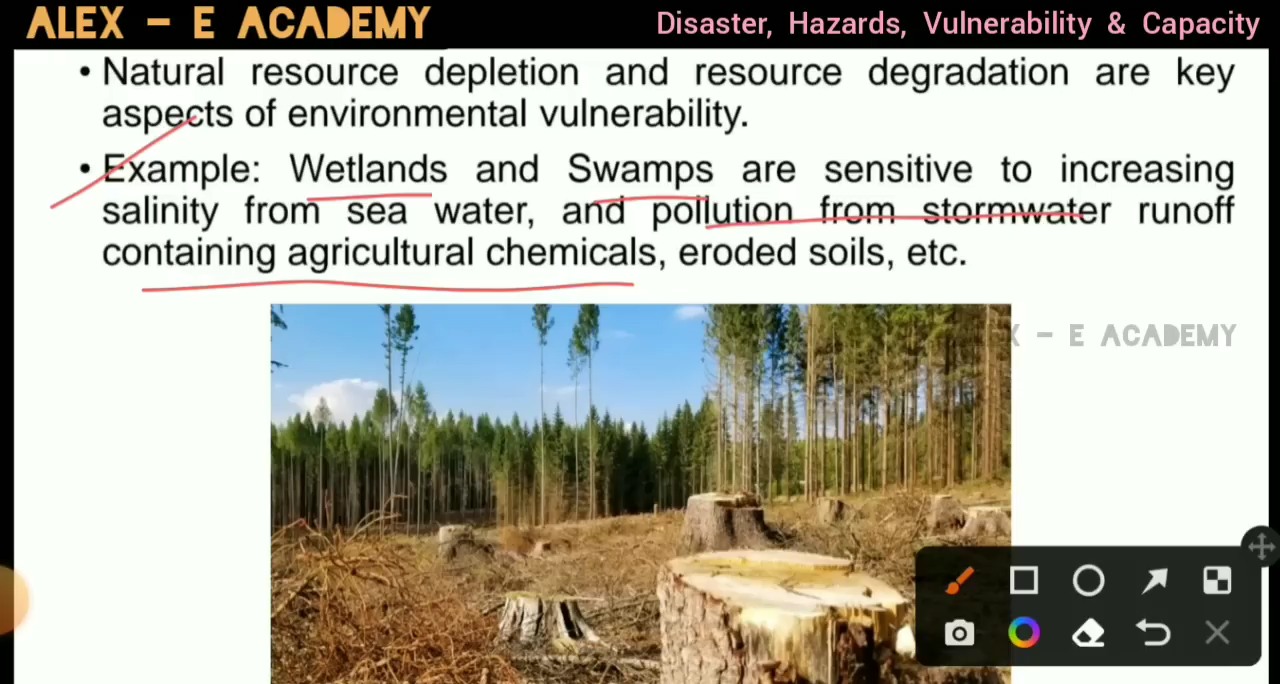 ALEX - E ACADEMY
Disaster, Hazards, Vulnerability & Capacity
• Natural resource depletion and resource degradation are key
aspects of environmental vulnerability.
• Example: Wetlands and Swamps are sensitive to increasing
salinity from sea water, and pollution from stormwater runoff
containing agricultural chemicals, eroded soils, etc.
X - E ACADEMY